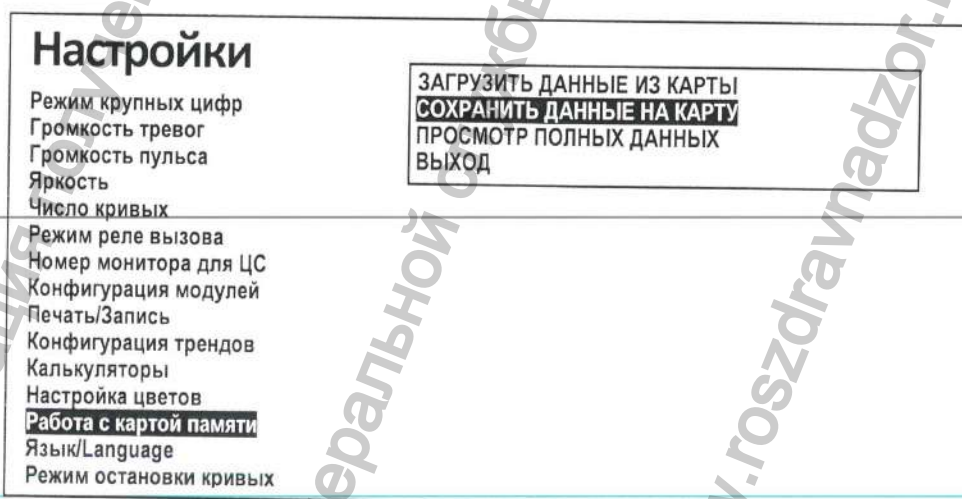 Настройки
Режим крупных цифр
Громкость тревог
Громкость пульса
Яркость
Число кривых
Режим реле вызова
Номер монитора для ЦС
Конфигурация модулей
Печать/Запись
Конфигурация трендов
Калькуляторы
Настройка цветов
Работа с картой памяти
Язык/Language
Режим остановки кривых
ЗАГРУЗИТЬ ДАННЫЕ ИЗ КАРТЫ
СОХРАНИТЬ ДАННЫЕ НА КАРТУ
ПРОСМОТР ПОЛНЫХ ДАННЫХ
ВЫХОД